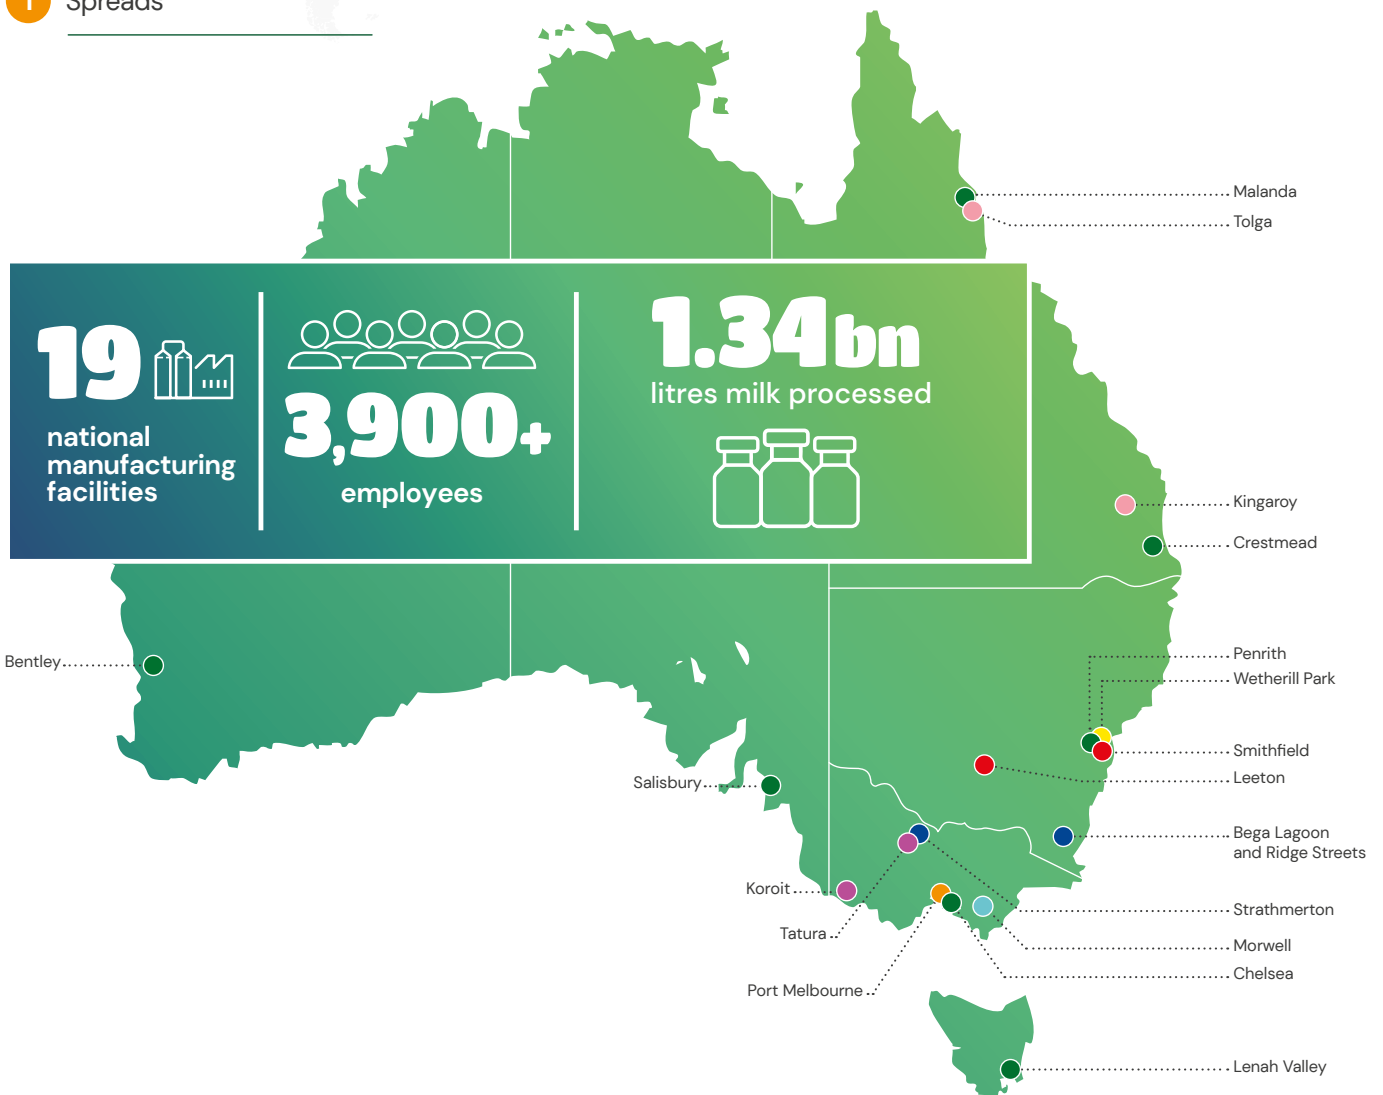 1 Spreads
19
national
manufacturing
facilities
3,900+
employees
1.34bn
litres milk processed
Malanda
Tolga
Kingaroy
Crestmead
Bentley
Penrith
Wetherill Park
Smithfield
Leeton
Salisbury
Bega Lagoon
and Ridge Streets
Koroit
Strathmerton
Tatura
Morwell
Chelsea
Port Melbourne
Lenah Valley